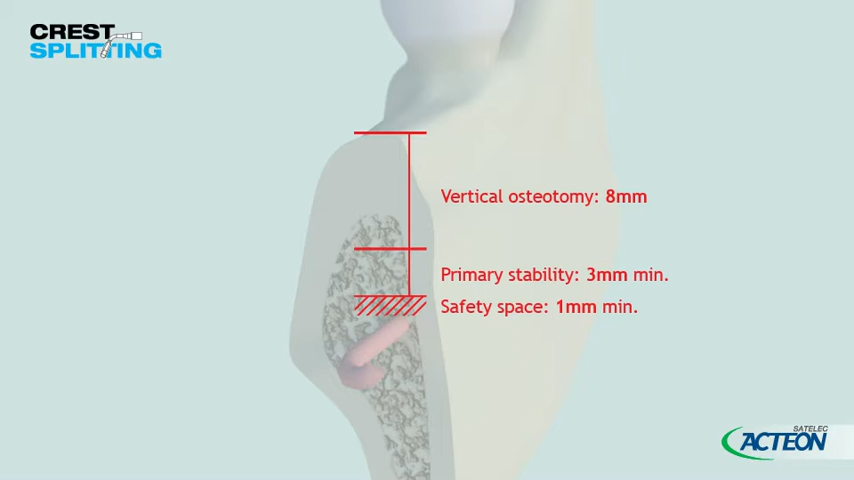 CREST
SPLITTING
Vertical osteotomy: 8mm
Primary stability: 3mm min.
Safety space: 1mm min.
SATELEC
ACTEON